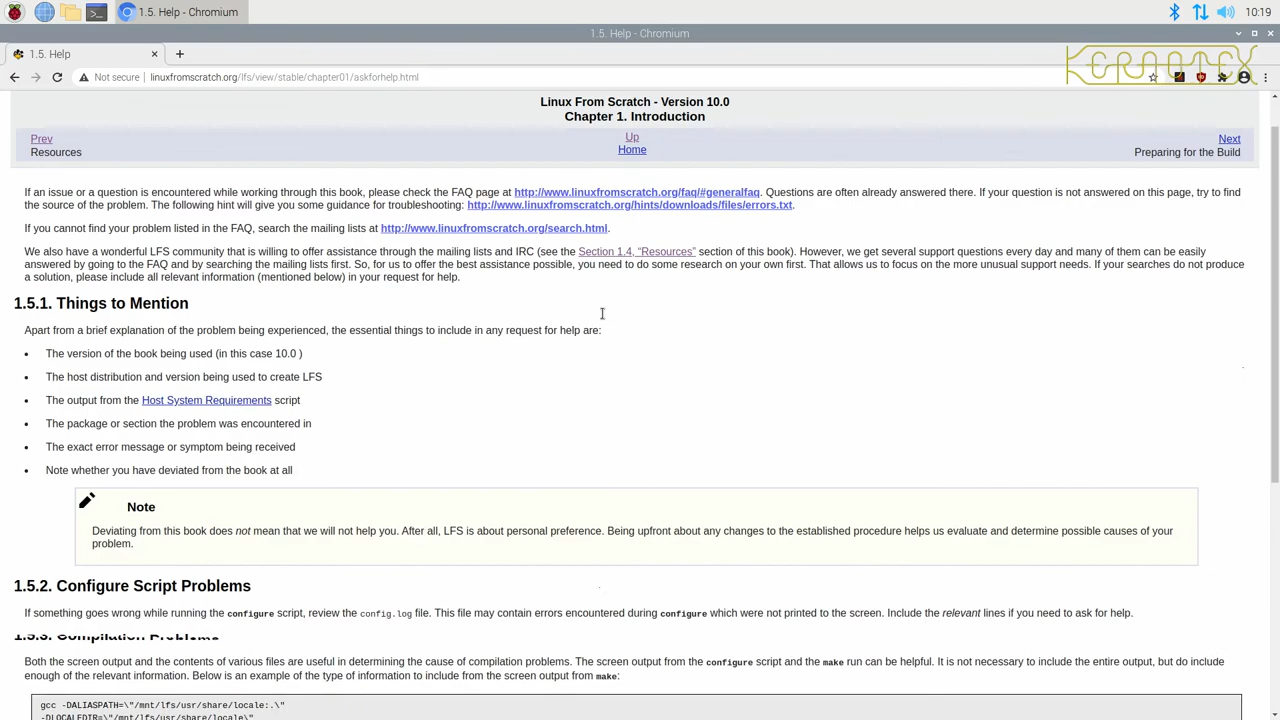 1.5. Help - Chromium
10:19
1.5. Help - Chromium
1.5. Help
Not secure
linuxfromscratch.org/lfs/view/stable/chapter01/askforhelp.html
KERNOTEX
Linux From Scratch - Version 10.0
Chapter 1. Introduction
Prev
Up
Next
Resources
Home
Preparing for the Build
If an issue or a question is encountered while working through this book, please check the FAQ page at http://www.linuxfromscratch.org/faq/#generalfaq. Questions are often already answered there. If your question is not answered on this page, try to find
the source of the problem. The following hint will give you some guidance for troubleshooting: http://www.linuxfromscratch.org/hints/downloads/files/errors.txt.
If you cannot find your problem listed in the FAQ, search the mailing lists at http://www.linuxfromscratch.org/search.html.
We also have a wonderful LFS community that is willing to offer assistance through the mailing lists and IRC (see the Section 1.4, “Resources” section of this book). However, we get several support questions every day and many of them can be easily
answered by going to the FAQ and by searching the mailing lists first. So, for us to offer the best assistance possible, you need to do some research on your own first. That allows us to focus on the more unusual support needs. If your searches do not produce
a solution, please include all relevant information (mentioned below) in your request for help.
1.5.1. Things to Mention
Apart from a brief explanation of the problem being experienced, the essential things to include in any request for help are:
• The version of the book being used (in this case 10.0 )
• The host distribution and version being used to create LFS
• The output from the Host System Requirements script
• The package or section the problem was encountered in
• The exact error message or symptom being received
• Note whether you have deviated from the book at all
Note
Deviating from this book does not mean that we will not help you. After all, LFS is about personal preference. Being upfront about any changes to the established procedure helps us evaluate and determine possible causes of your
problem.
1.5.2. Configure Script Problems
If something goes wrong while running the configure script, review the config.log file. This file may contain errors encountered during configure which were not printed to the screen. Include the relevant lines if you need to ask for help.
1.5.3. Compilation Problems
Both the screen output and the contents of various files are useful in determining the cause of compilation problems. The screen output from the configure script and the make run can be helpful. It is not necessary to include the entire output, but do include
enough of the relevant information. Below is an example of the type of information to include from the screen output from make:
gcc -DALIASPATH=\"/mnt/lfs/usr/share/locale:.\"
-DLOCALEDIR=\"/mnt/lfs/usr/share/locale\"